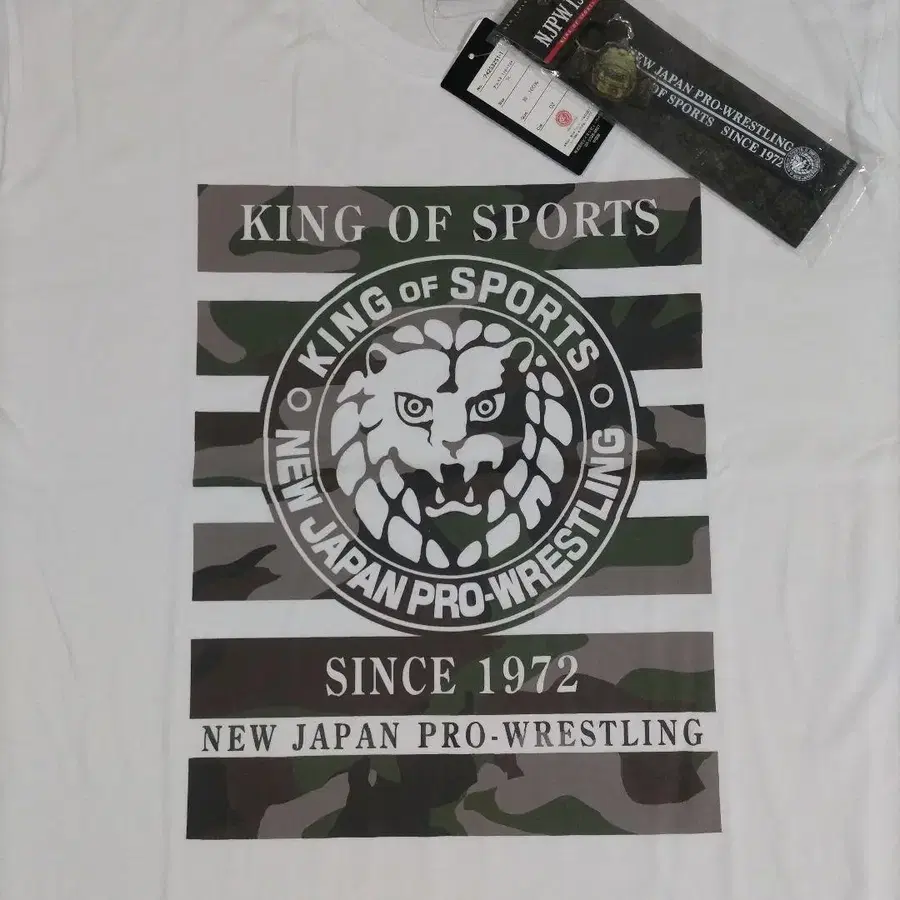 NJPW
NEW JAPAN PRO-WRESTLING
OF SPORTS SINCE 1972
100%
KING OF SPORTS
KING OF SPORTS
NEW JAPAN PRO-WRESTLING
SINCE 1972
NEW JAPAN PRO-WRESTLING